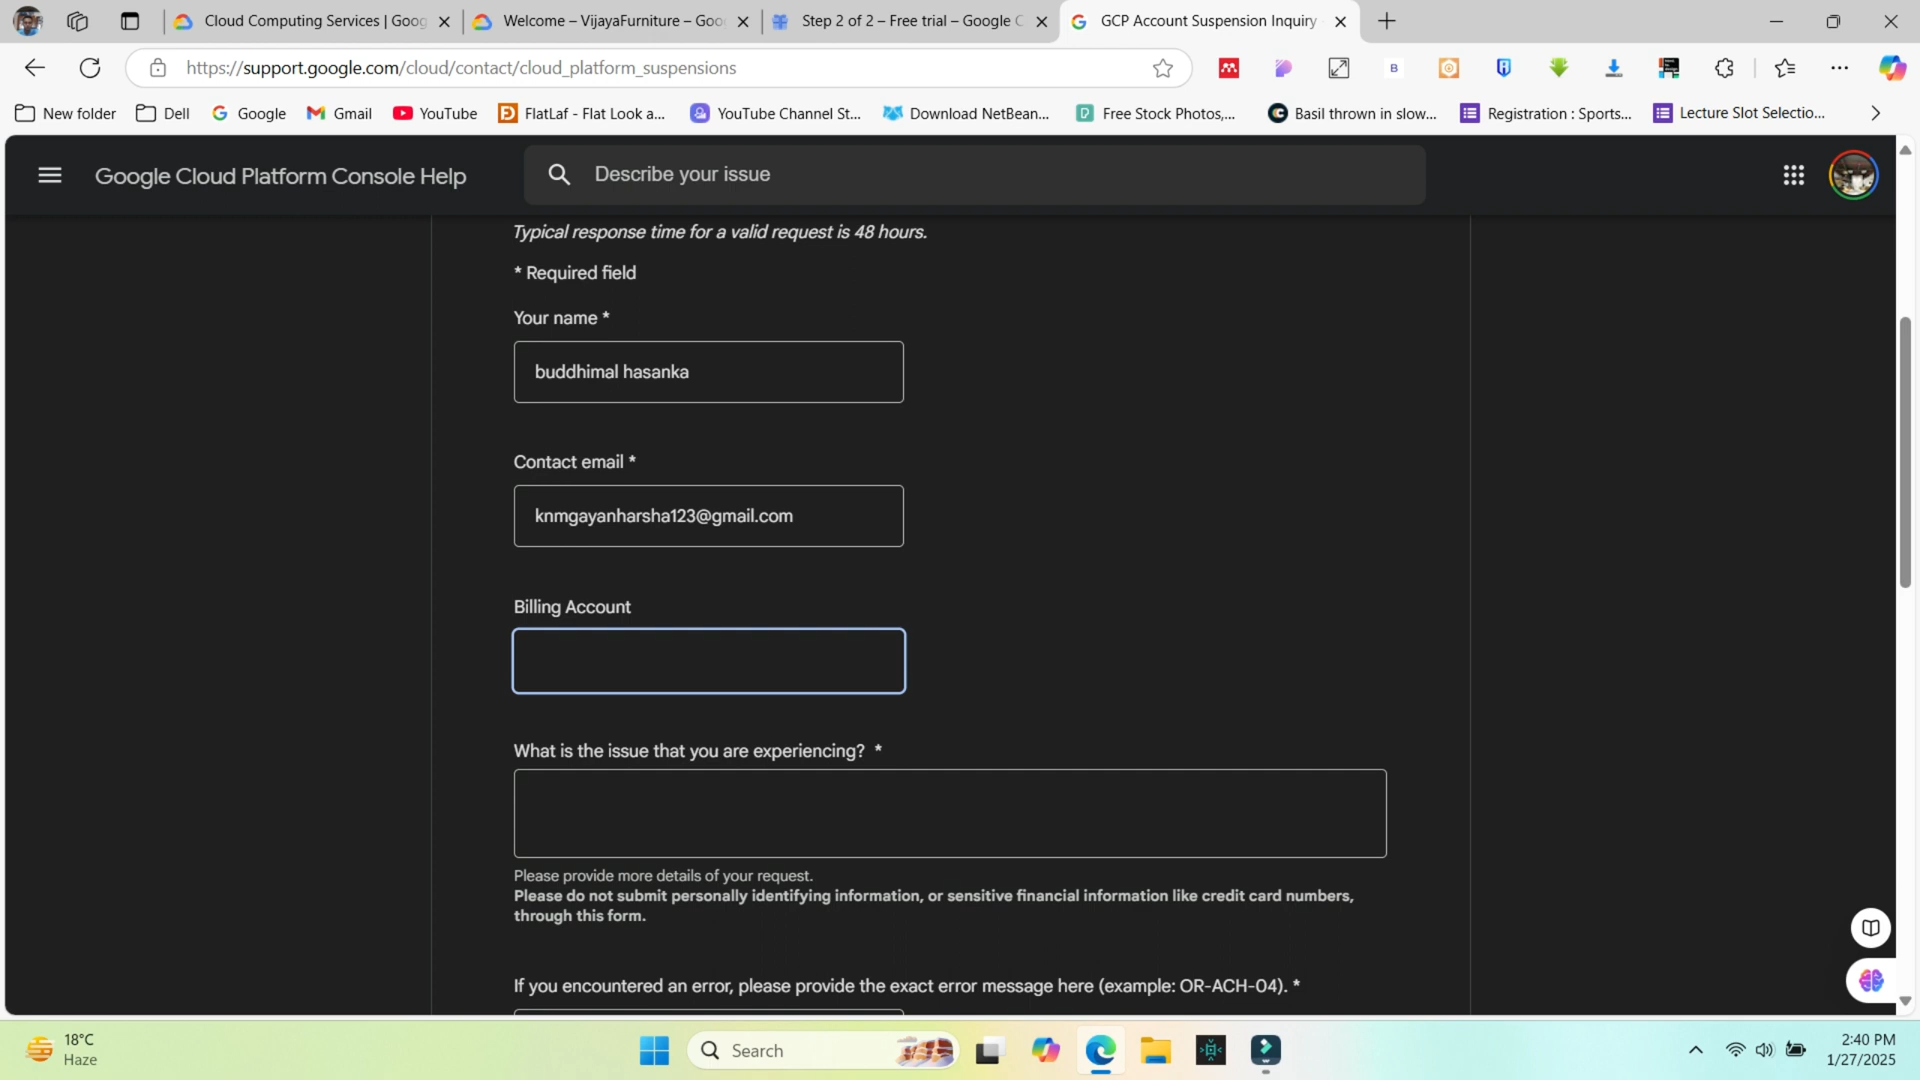 Cloud Computing Services | Goog
Welcome – VijayaFurniture – Goo
Step 2 of 2 – Free trial – Google C
GCP Account Suspension Inquiry
https://support.google.com/cloud/contact/cloud_platform_suspensions
New folder
Dell
Google
Gmail
YouTube
FlatLaf - Flat Look a...
YouTube Channel St...
Download NetBean...
Free Stock Photos,...
Basil thrown in slow...
Registration : Sports...
Lecture Slot Selectio...
Google Cloud Platform Console Help
Describe your issue
Typical response time for a valid request is 48 hours.
* Required field
Your name *
buddhimal hasanka
Contact email *
knmgayanharsha123@gmail.com
Billing Account
What is the issue that you are experiencing? *
Please provide more details of your request.
Please do not submit personally identifying information, or sensitive financial information like credit card numbers,
through this form.
If you encountered an error, please provide the exact error message here (example: OR-ACH-04). *
18°C
Haze
Search
2:40 PM
1/27/2025